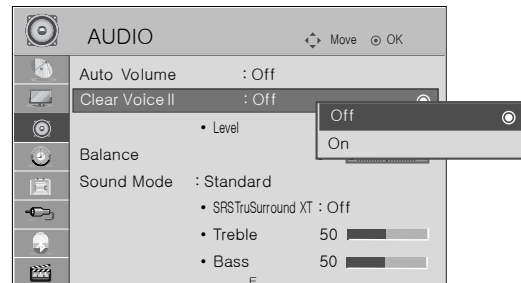 AUDIO Move OK
Auto Volume : Off
Clear Voice II : Off
Off
• Level
On
Balance
Sound Mode : Standard
• SRSTruSurround XT : Off
• Treble 50
• Bass 50
E